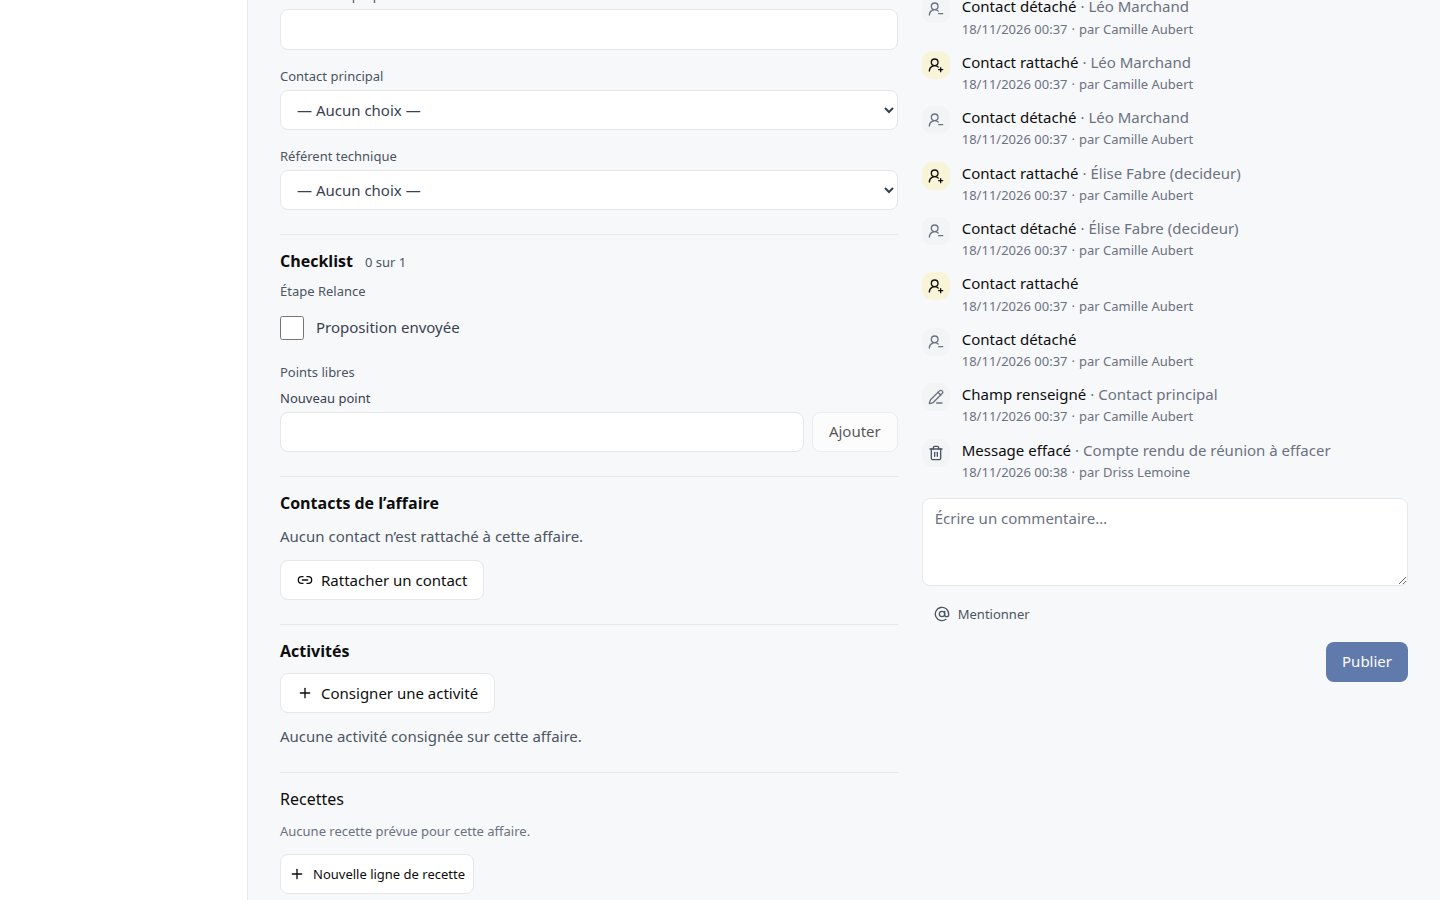 Contact principal
— Aucun choix —
Référent technique
— Aucun choix —
Checklist 0 sur 1
Étape Relance
Proposition envoyée
Points libres
Nouveau point
Ajouter
Contacts de l’affaire
Aucun contact n’est rattaché à cette affaire.
Rattacher un contact
Activités
Consigner une activité
Aucune activité consignée sur cette affaire.
Recettes
Aucune recette prévue pour cette affaire.
Nouvelle ligne de recette
Contact détaché · Léo Marchand
18/11/2026 00:37 · par Camille Aubert
Contact rattaché · Léo Marchand
18/11/2026 00:37 · par Camille Aubert
Contact détaché · Léo Marchand
18/11/2026 00:37 · par Camille Aubert
Contact rattaché · Élise Fabre (decideur)
18/11/2026 00:37 · par Camille Aubert
Contact détaché · Élise Fabre (decideur)
18/11/2026 00:37 · par Camille Aubert
Contact rattaché
18/11/2026 00:37 · par Camille Aubert
Contact détaché
18/11/2026 00:37 · par Camille Aubert
Champ renseigné · Contact principal
18/11/2026 00:37 · par Camille Aubert
Message effacé · Compte rendu de réunion à effacer
18/11/2026 00:38 · par Driss Lemoine
Écrire un commentaire…
Mentionner
Publier